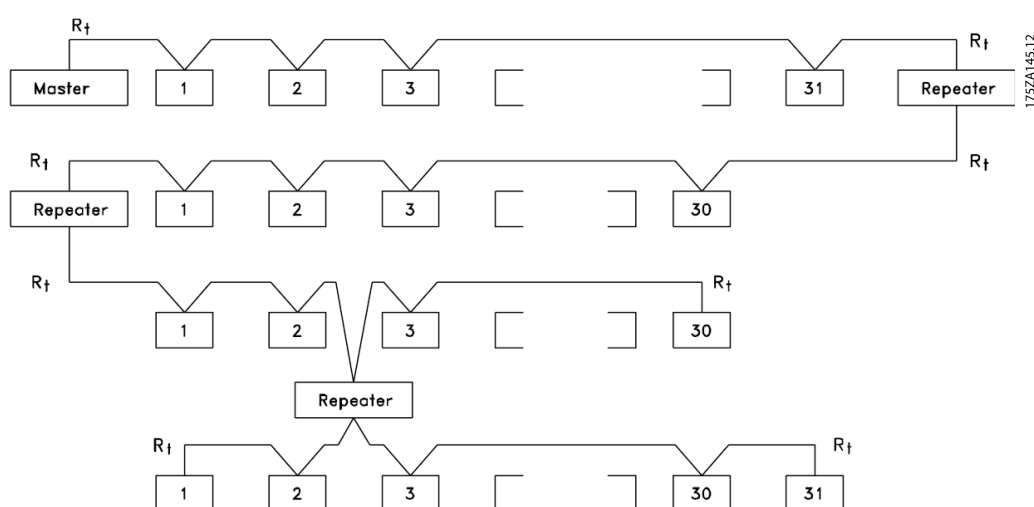 Rt
Rt
Master 1 2 3 31 Repeater
175ZA145.12
Rt
Rt
Repeater 1 2 3 30
Rt
Rt
1 2 3 30
Repeater
Rt
Rt
1 2 3 30 31